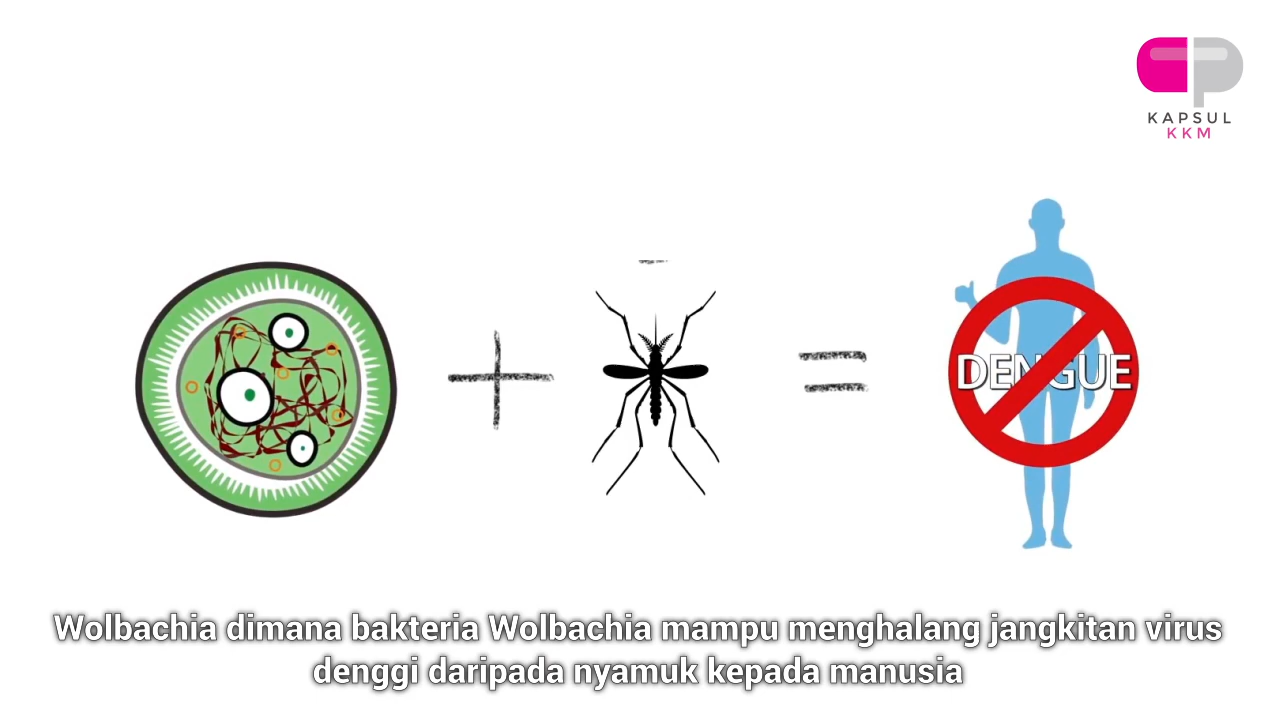 KAPSUL
KKM
DENGUE
Wolbachia dimana bakteria Wolbachia mampu menghalang jangkitan virus
denggi daripada nyamuk kepada manusia